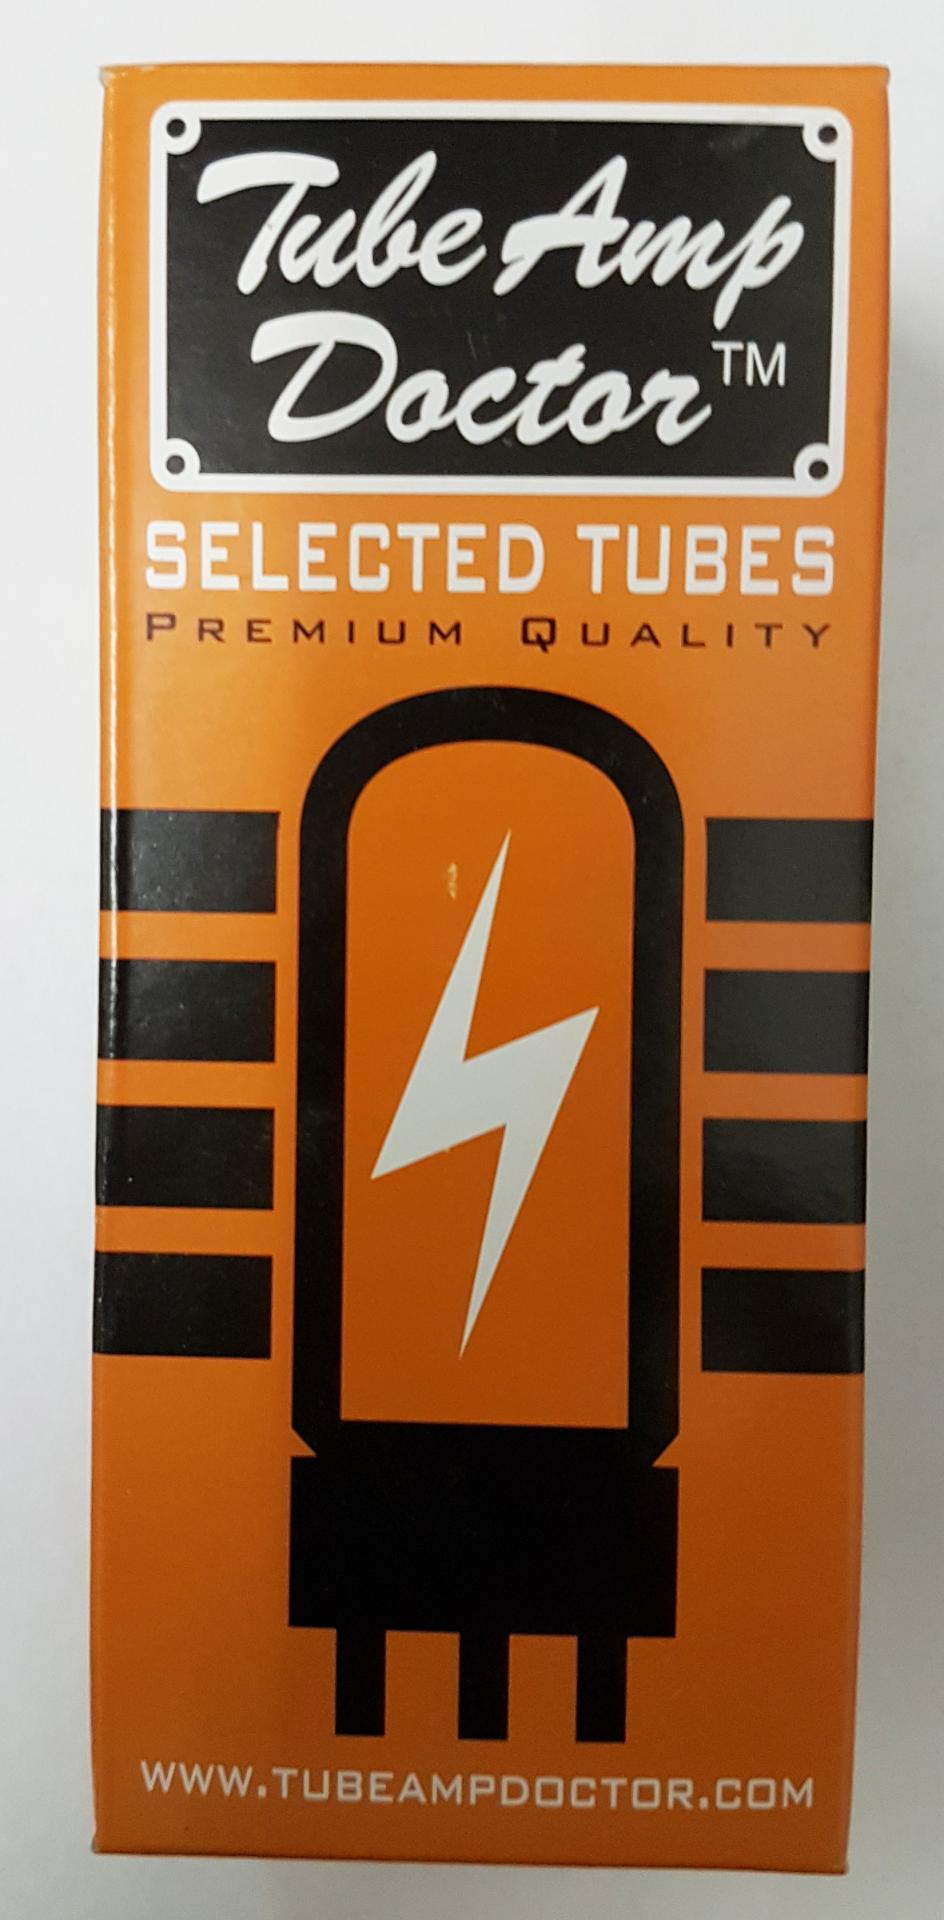 Tube Amp
Doctor™
SELECTED TUBES
PREMIUM QUALITY
WWW.TUBEAMPDOCTOR.COM